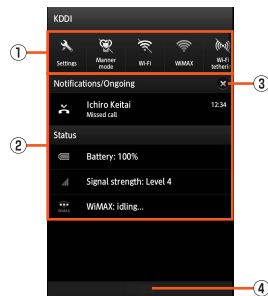 KDDI
①
Settings
Manner mode
Wi-Fi
WiMAX
Wi-Fi tetherin
Notifications/Ongoing
③
Ichiro Keitai
12:34
Missed call
Status
②
Battery: 100%
Signal strength: Level 4
WiMAX
WiMAX: idling...
④